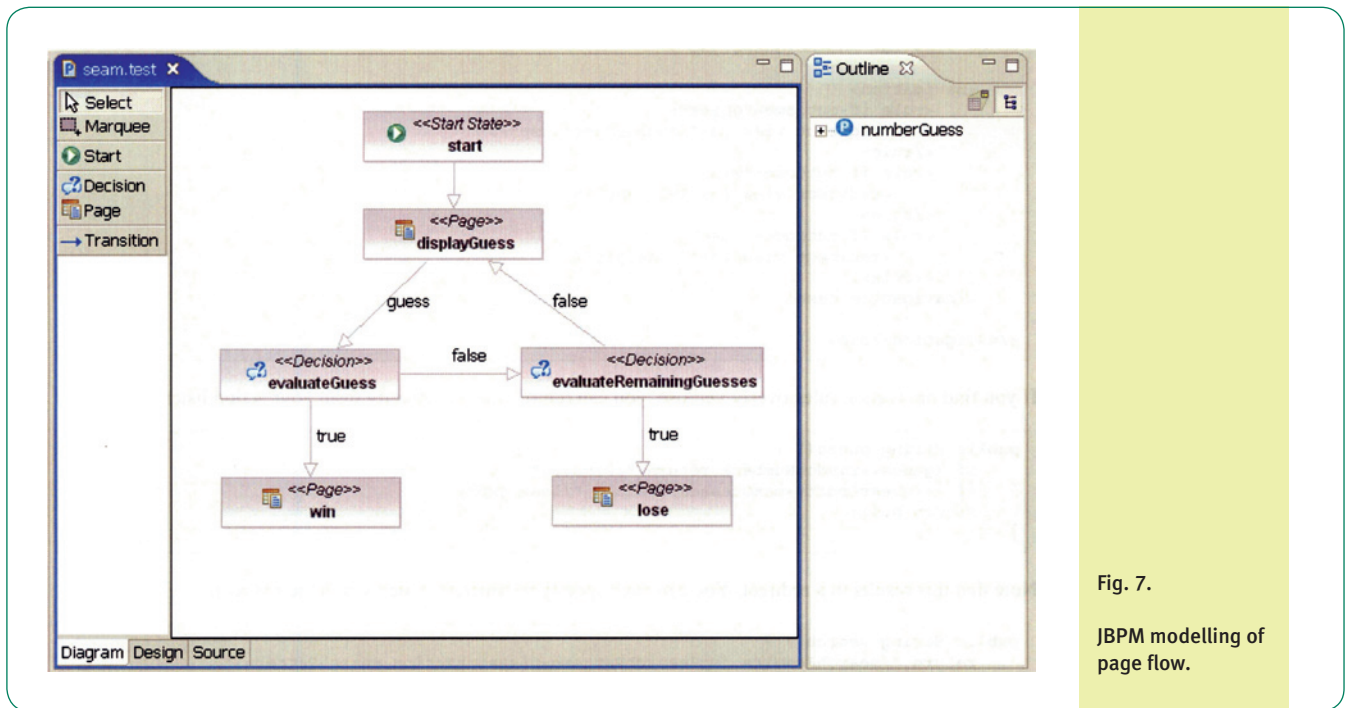 seam.test
Select
Marquee
Start
Decision
Page
Transition
<<Start State>>
start
<<Page>>
displayGuess
guess
false
<<Decision>>
evaluateGuess
false
<<Decision>>
evaluateRemainingGuesses
true
true
<<Page>>
win
<<Page>>
lose
Diagram Design Source
Outline
numberGuess
Fig. 7.
JBPM modelling of
page flow.